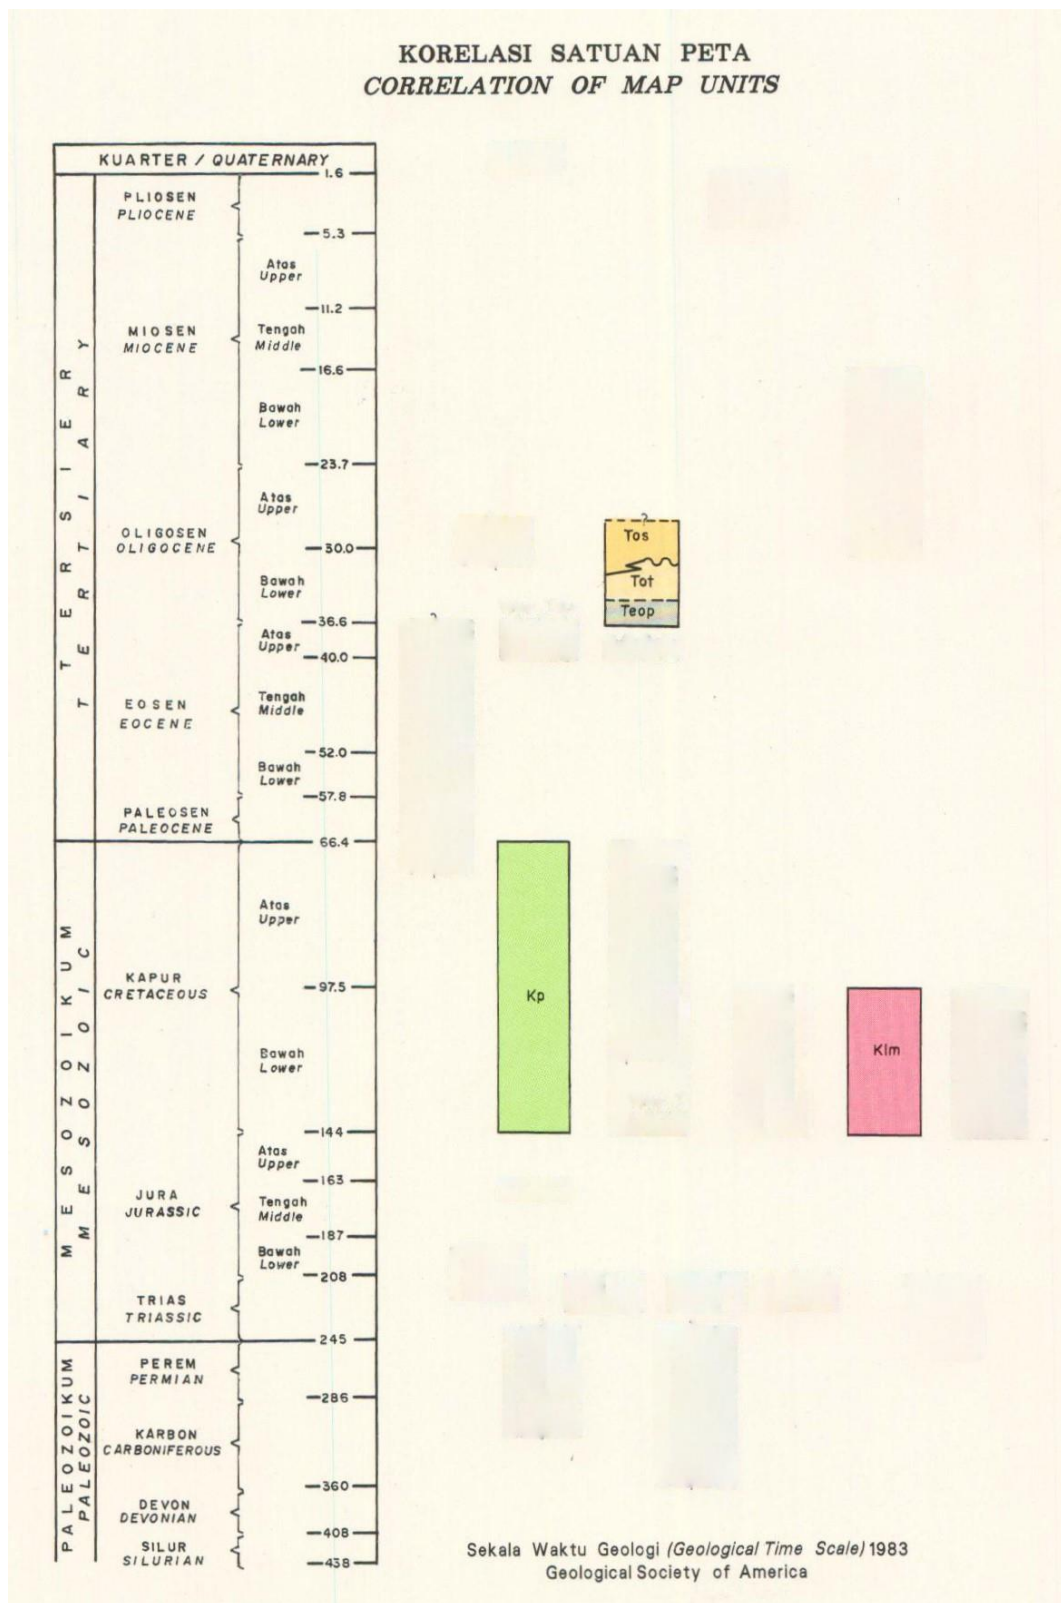 KORELASI SATUAN PETA
CORRELATION OF MAP UNITS
KUARTER / QUATERNARY
1.6
PLIOSEN
PLIOCENE
5.3
Atas
Upper
11.2
MIOSEN
MIOCENE
Tengah
Middle
16.6
Bawah
Lower
23.7
Atas
Upper
OLIGOSEN
OLIGOCENE
30.0
Bawah
Lower
36.6
Atas
Upper
40.0
EOSEN
EOCENE
Tengah
Middle
52.0
Bawah
Lower
57.8
PALEOSEN
PALEOCENE
66.4
TERTSIER
TERTIARY
?
Tos
Tot
Teop
?
Atas
Upper
KAPUR
CRETACEOUS
97.5
Bawah
Lower
144
Atas
Upper
163
JURA
JURASSIC
Tengah
Middle
187
Bawah
Lower
208
TRIAS
TRIASSIC
245
MESOZOIKUM
MESOZOIC
Kp
Klm
PEREM
PERMIAN
286
KARBON
CARBONIFEROUS
360
DEVON
DEVONIAN
408
SILUR
SILURIAN
438
PALEOZOIKUM
PALEOZOIC
Sekala Waktu Geologi (Geological Time Scale) 1983
Geological Society of America